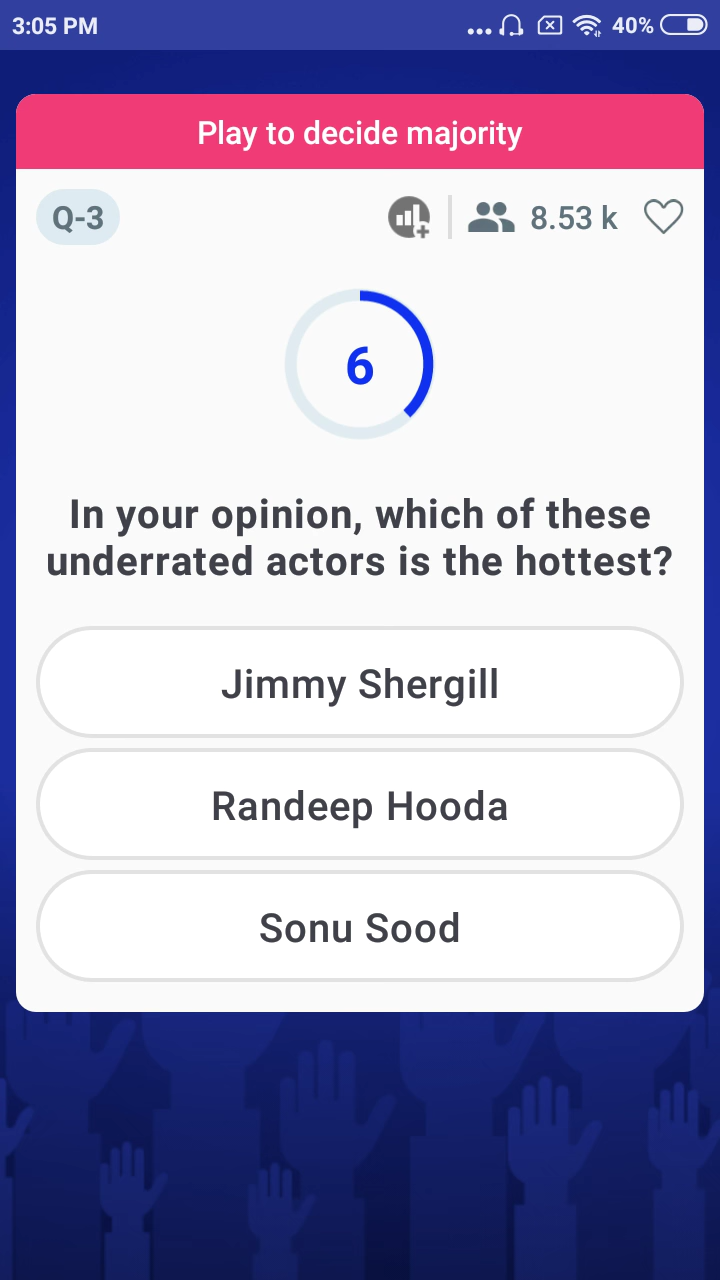 3:05 PM
40%
Play to decide majority
Q-3
8.53 k
6
In your opinion, which of these
underrated actors is the hottest?
Jimmy Shergill
Randeep Hooda
Sonu Sood